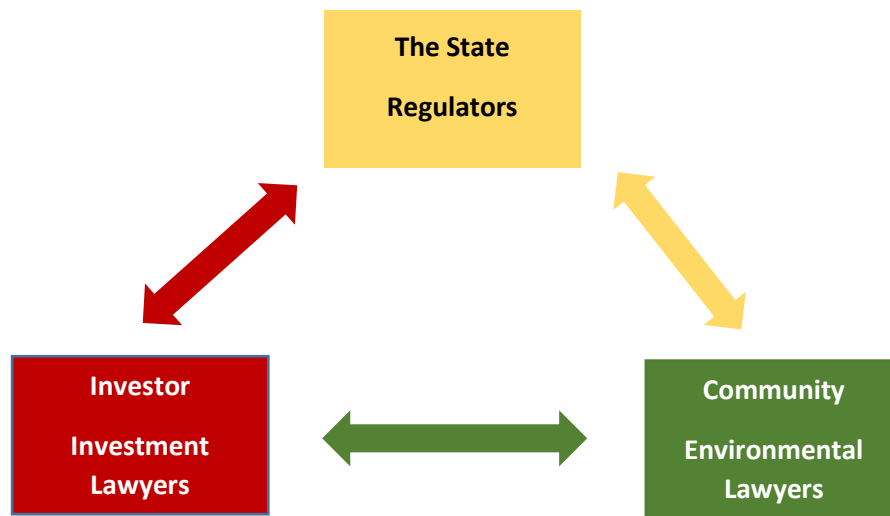 The State
Regulators
Investor
Investment
Lawyers
Community
Environmental
Lawyers